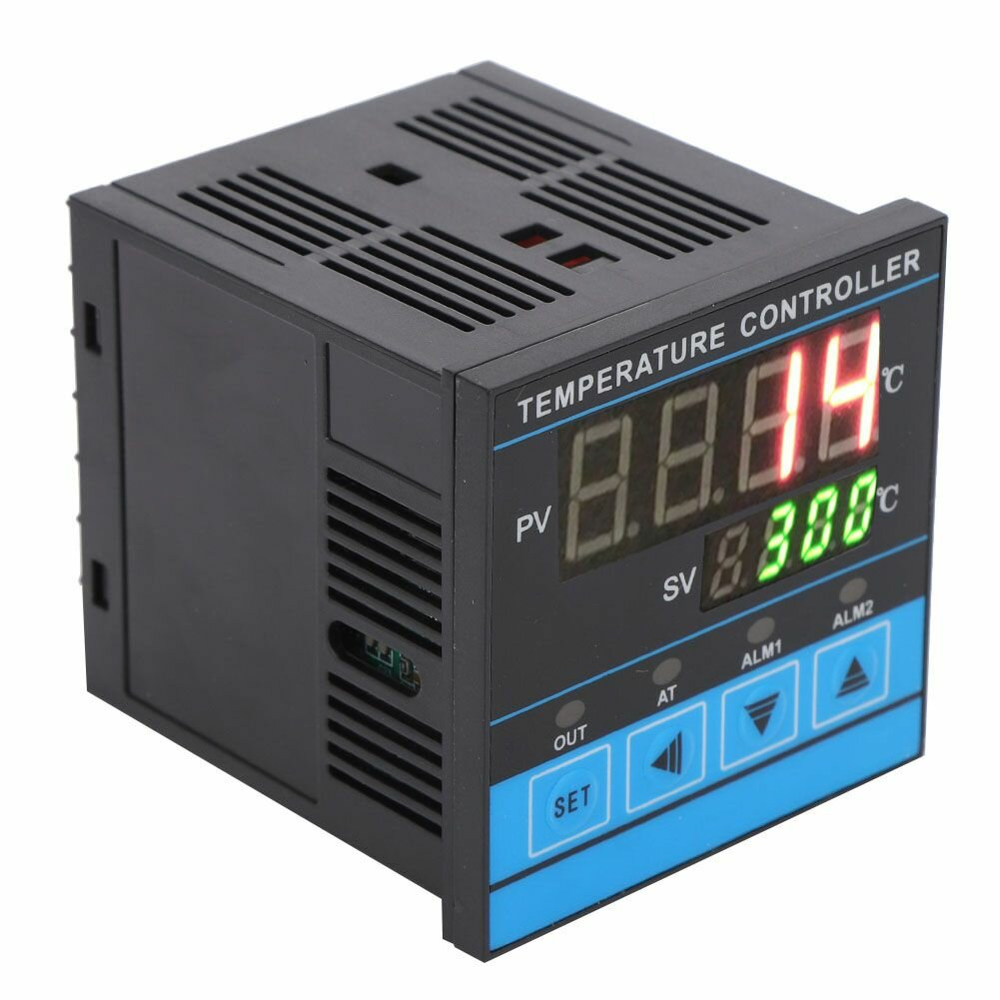 TEMPERATURE CONTROLLER
14 ℃
PV
300 ℃
SV
OUT AT ALM1 ALM2
SET